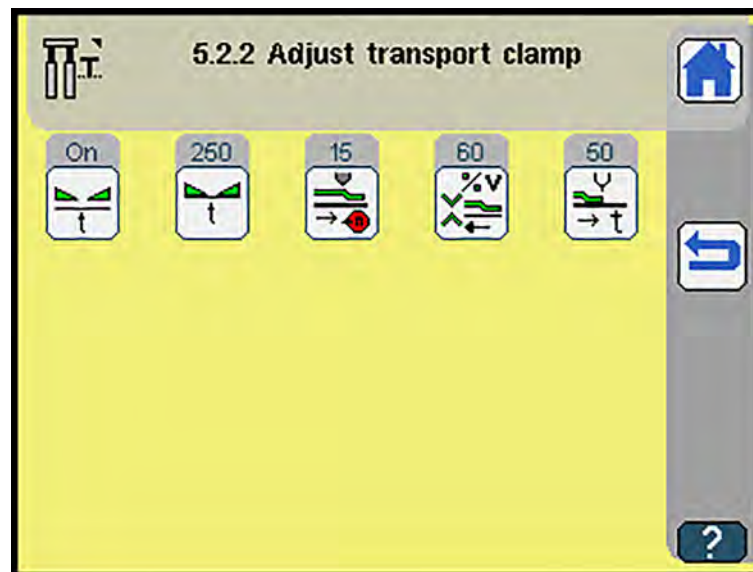 .T..
5.2.2 Adjust transport clamp
On 250 15 60 50
t t n % V t
?